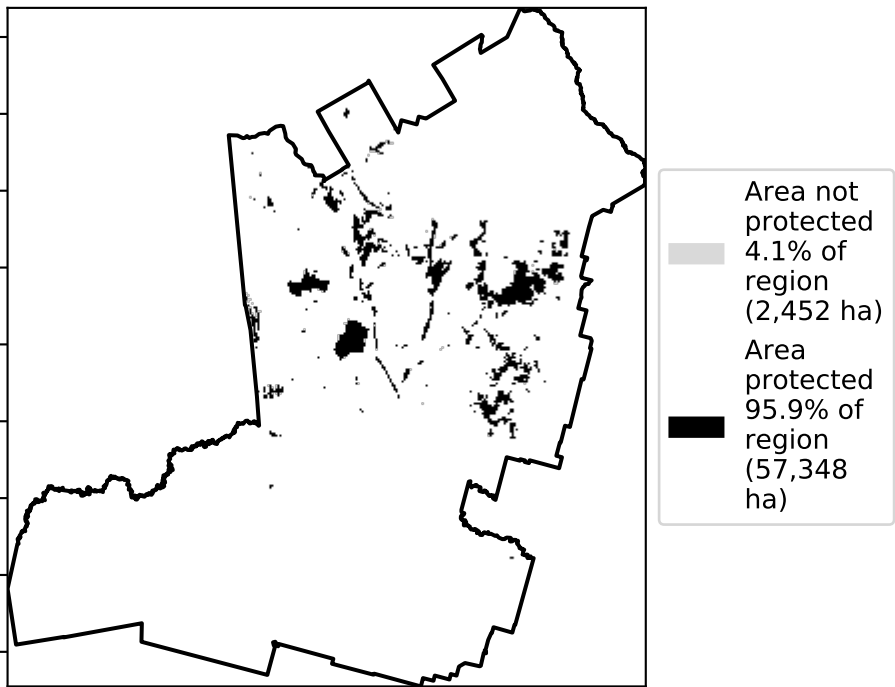 Area not
protected
4.1% of
region
(2,452 ha)
Area
protected
95.9% of
region
(57,348
ha)